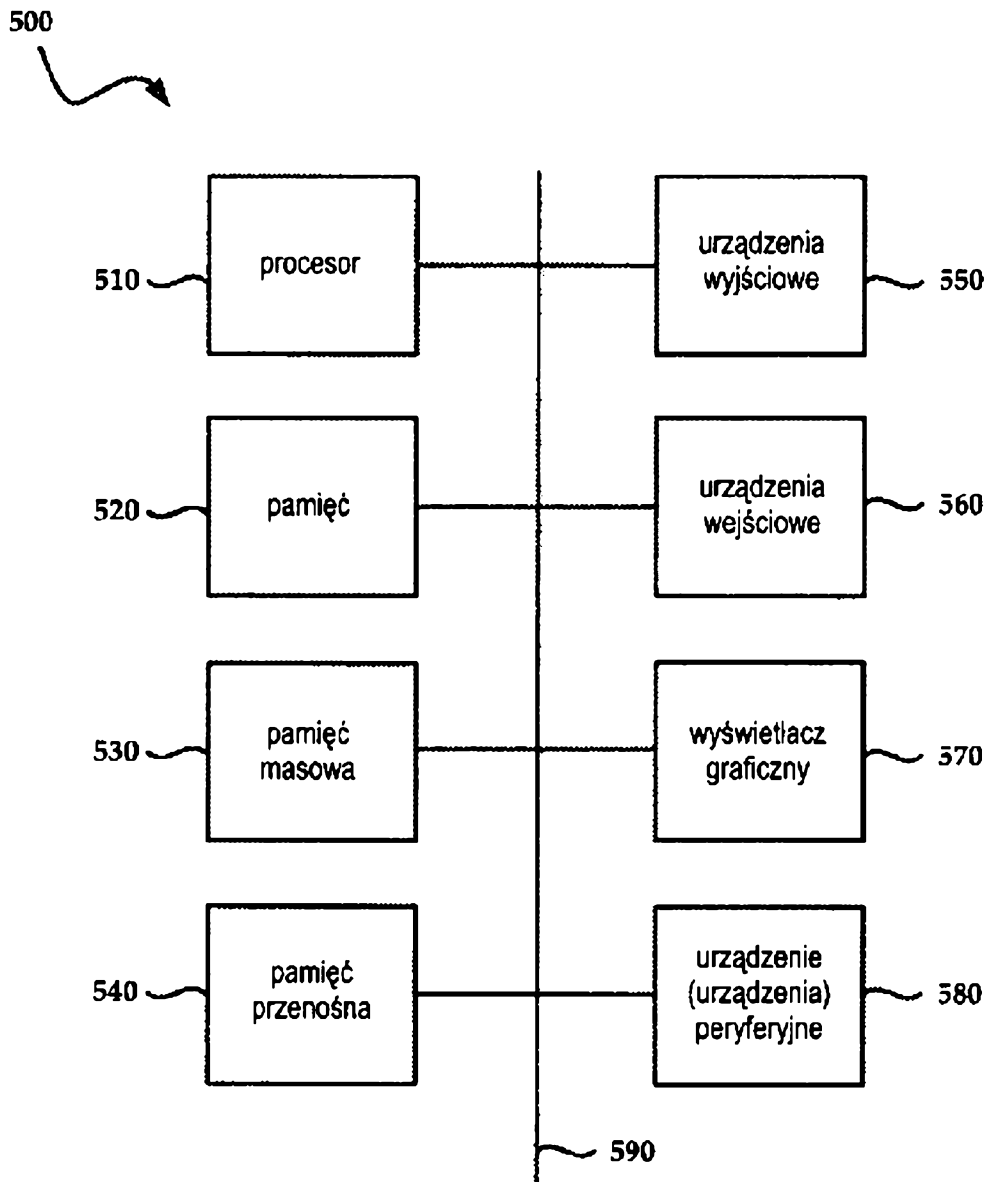 500
510
procesor
urządzenia
wyjściowe
550
520
pamięć
urządzenia
wejściowe
560
530
pamięć
masowa
wyświetlacz
graficzny
570
540
pamięć
przenośna
urządzenie
(urządzenia)
peryferyjne
580
590